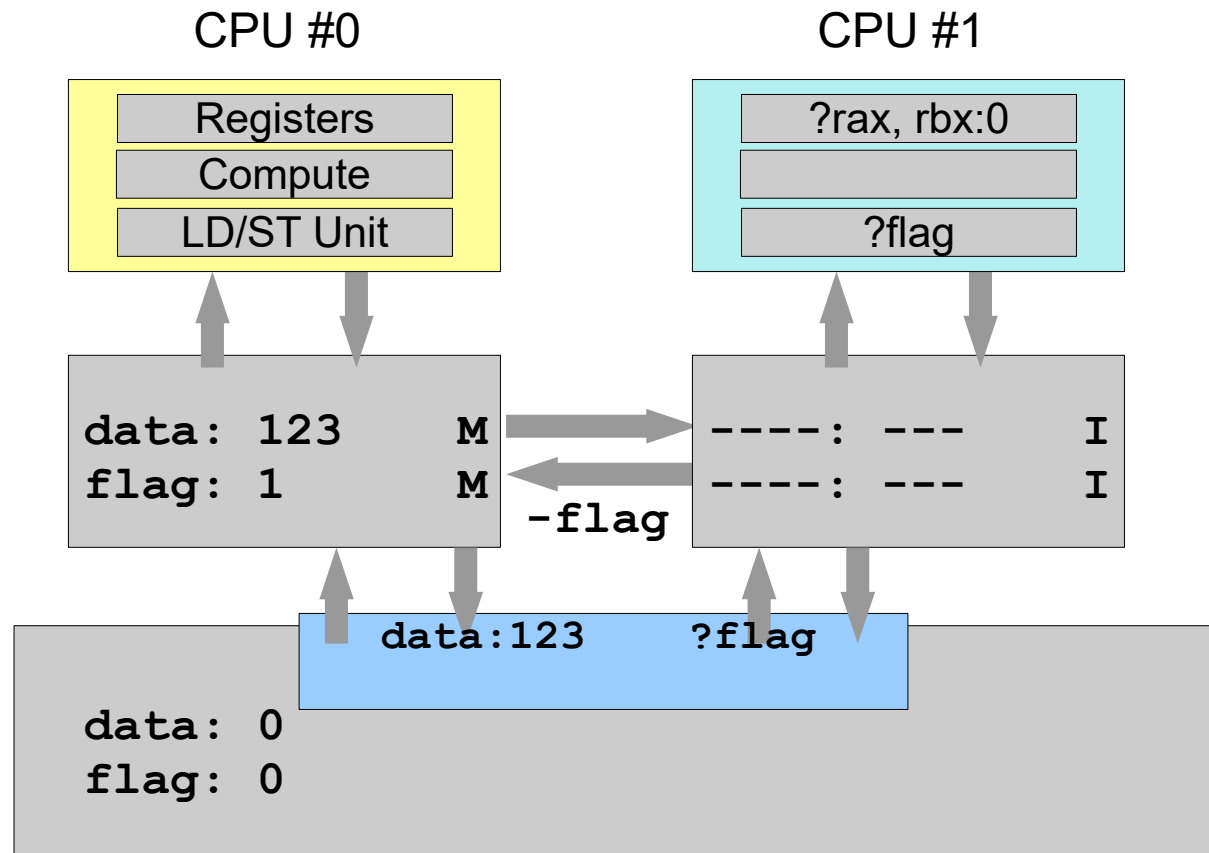 CPU #0
CPU #1
Registers
Compute
LD/ST Unit
?rax, rbx:0
?flag
data: 123 M
flag: 1 M
----: --- I
----: --- I
-flag
data:123 ?flag
data: 0
flag: 0